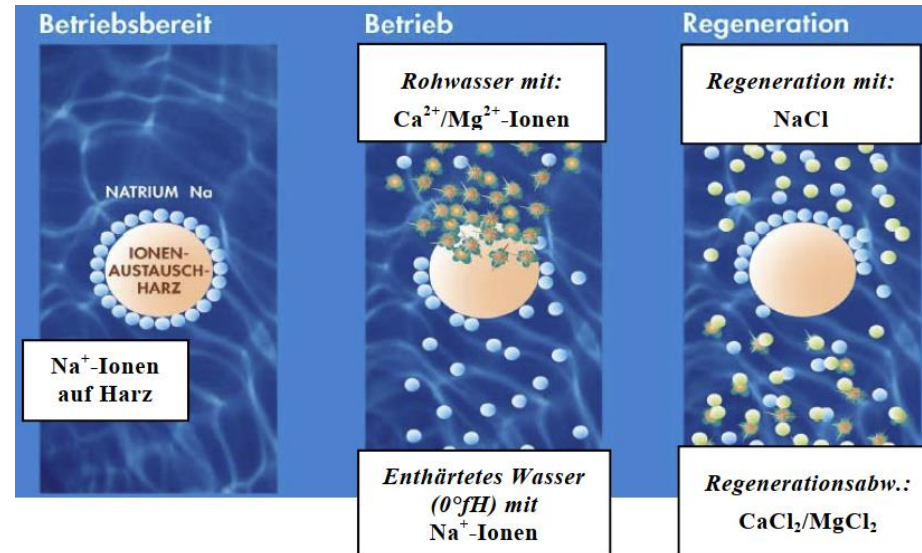 Betriebsbereit
NATRIUM Na
IONEN-
AUSTAUSCH-
HARZ
Na⁺-Ionen
auf Harz
Betrieb
Rohwasser mit:
Ca²⁺/Mg²⁺-Ionen
Enthärtetes Wasser
(0°fH) mit
Na⁺-Ionen
Regeneration
Regeneration mit:
NaCl
Regenerationsabw.:
CaCl₂/MgCl₂